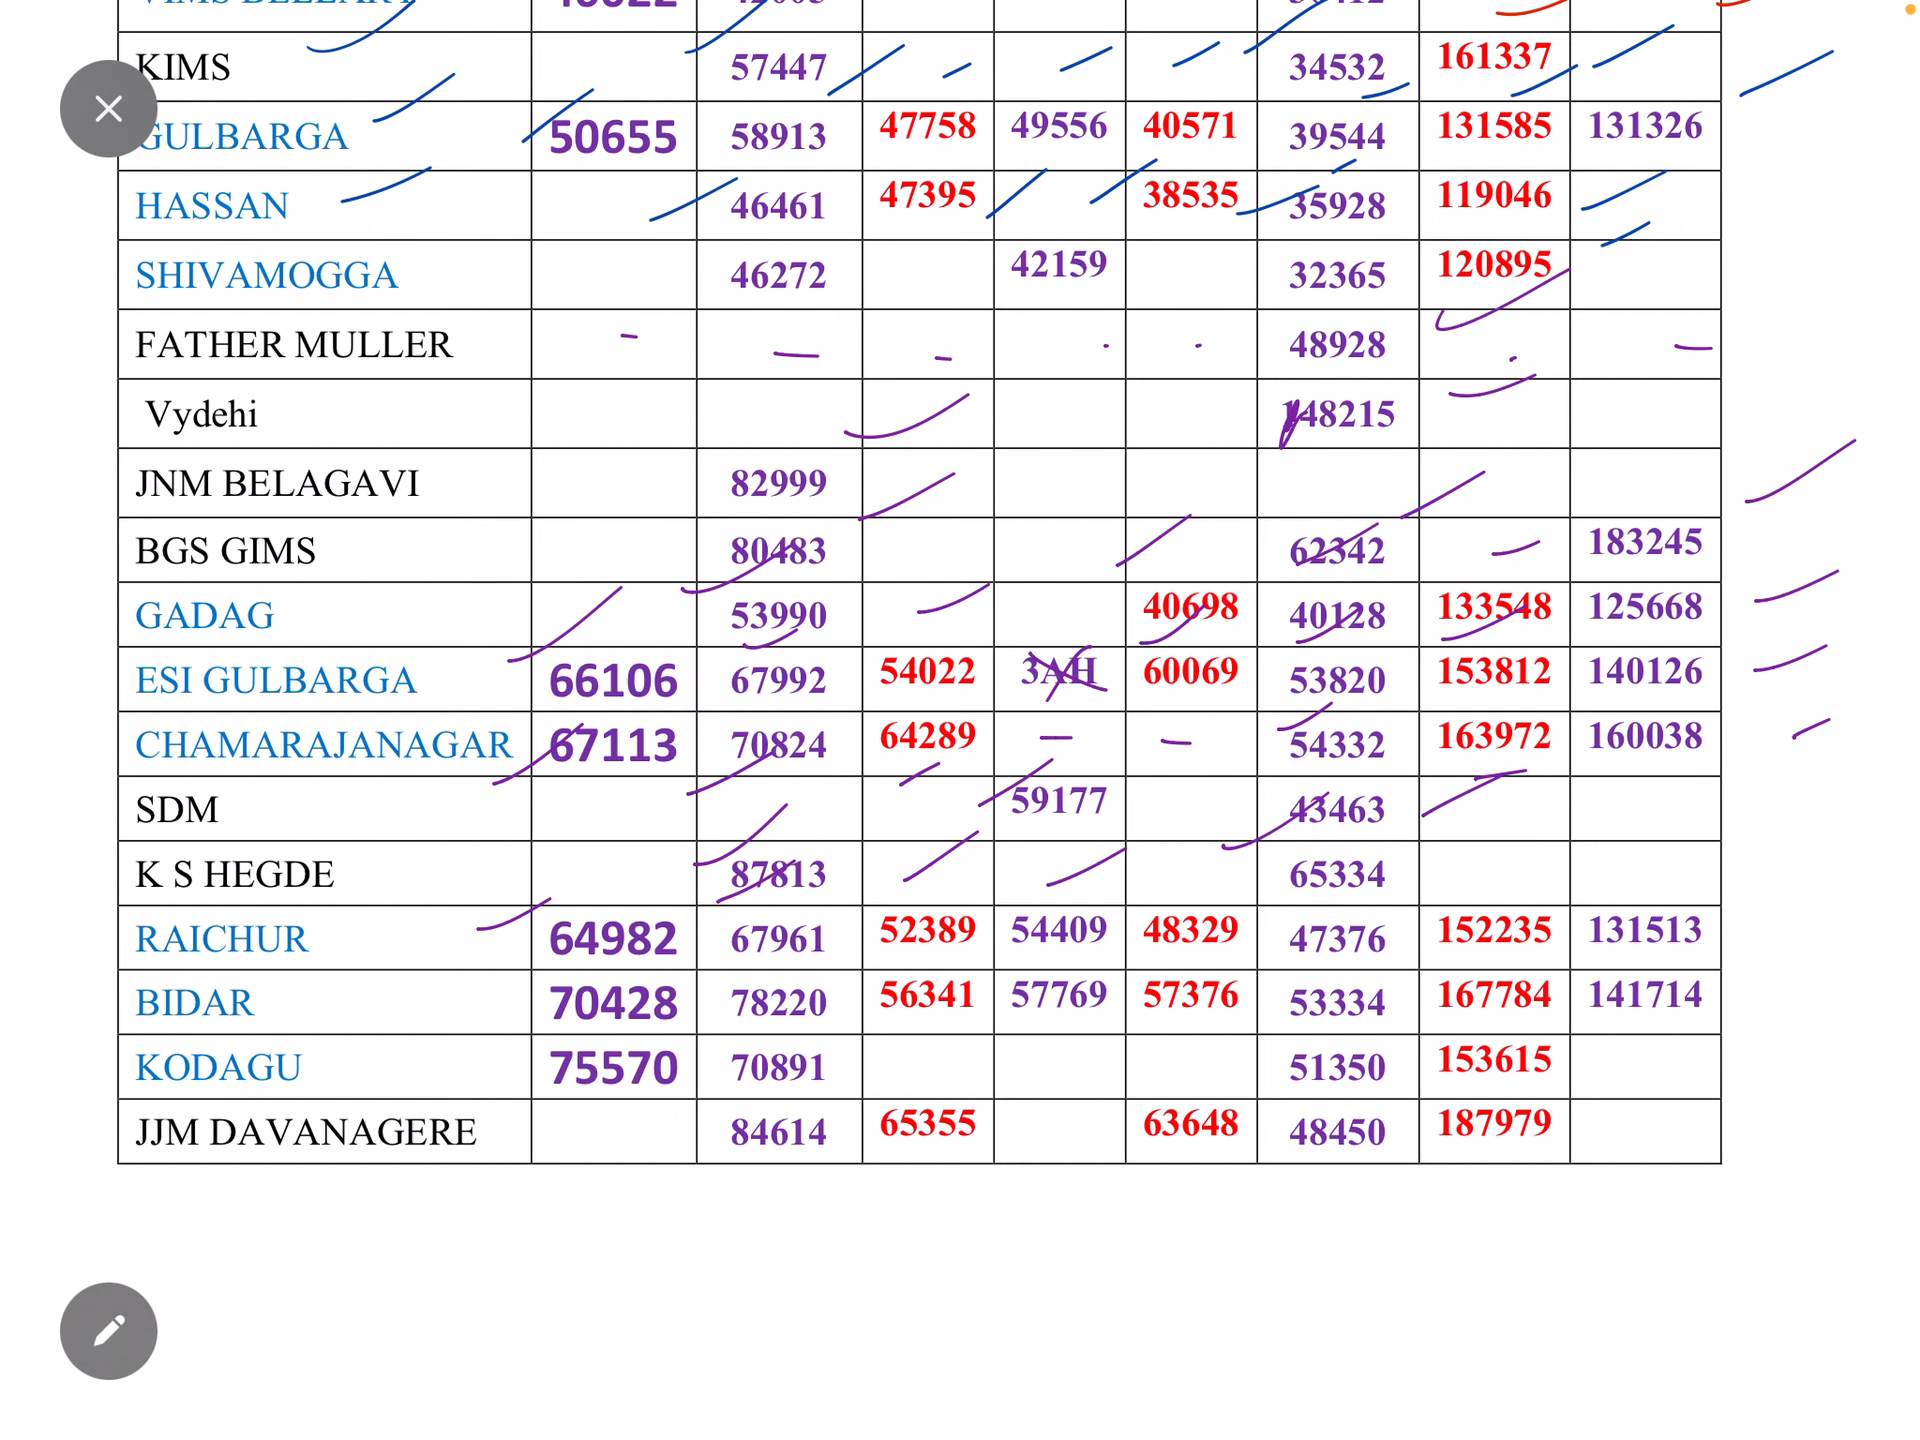 KIMS 57447 34532 161337
GULBARGA 50655 58913 47758 49556 40571 39544 131585 131326
HASSAN 46461 47395 38535 35928 119046
SHIVAMOGGA 46272 42159 32365 120895
FATHER MULLER 48928
Vydehi 148215
JNM BELAGAVI 82999
BGS GIMS 80483 62342 183245
GADAG 53990 40698 40128 133548 125668
ESI GULBARGA 66106 67992 54022 3AH 60069 53820 153812 140126
CHAMARAJANAGAR 67113 70824 64289 54332 163972 160038
SDM 59177 43463
K S HEGDE 87813 65334
RAICHUR 64982 67961 52389 54409 48329 47376 152235 131513
BIDAR 70428 78220 56341 57769 57376 53334 167784 141714
KODAGU 75570 70891 51350 153615
JJM DAVANAGERE 84614 65355 63648 48450 187979